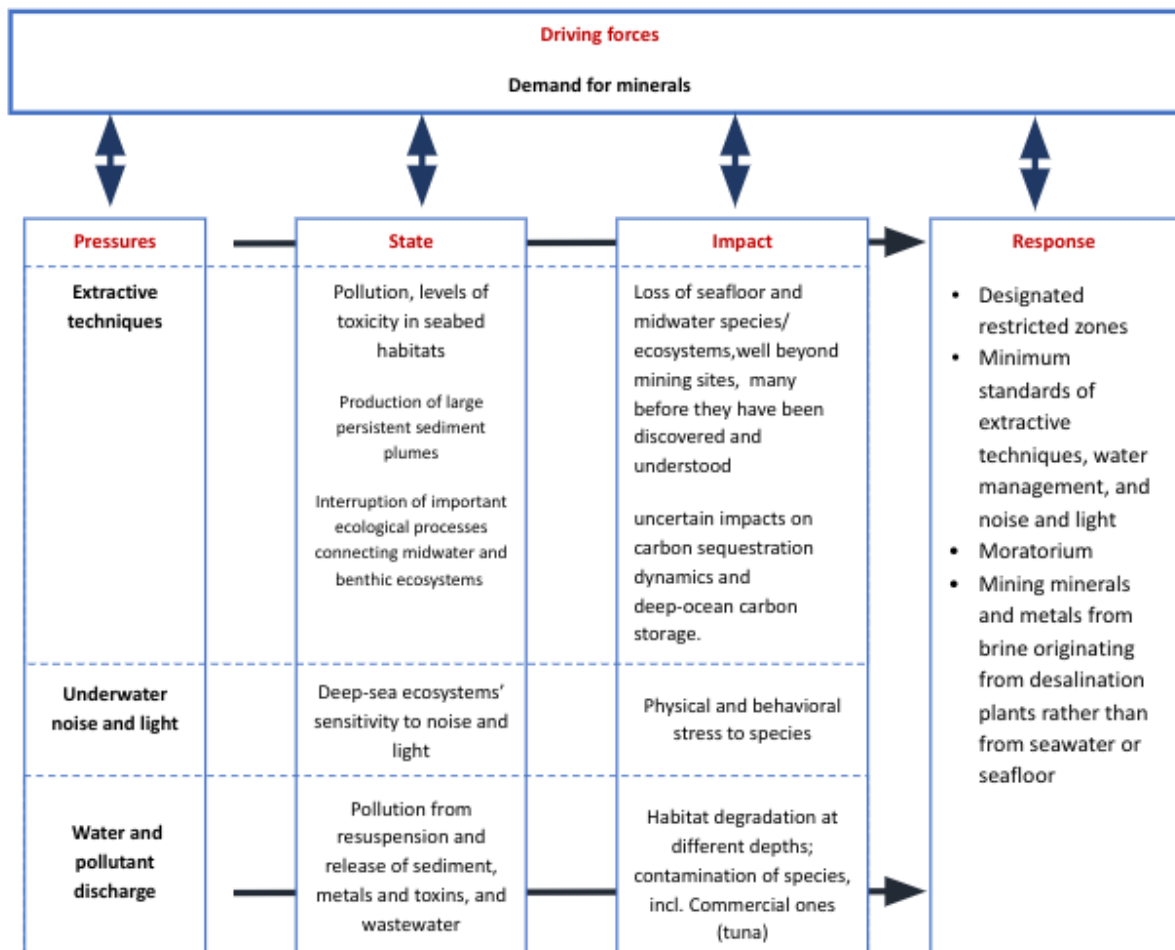 Driving forces
Demand for minerals
Pressures
State
Impact
Response
Extractive
techniques
Pollution, levels of
toxicity in seabed
habitats
Production of large
persistent sediment
plumes
Interruption of important
ecological processes
connecting midwater and
benthic ecosystems
Loss of seafloor and
midwater species/
ecosystems,well beyond
mining sites, many
before they have been
discovered and
understood
uncertain impacts on
carbon sequestration
dynamics and
deep-ocean carbon
storage.
Underwater
noise and light
Deep-sea ecosystems'
sensitivity to noise and
light
Physical and behavioral
stress to species
Water and
pollutant
discharge
Pollution from
resuspension and
release of sediment,
metals and toxins, and
wastewater
Habitat degradation at
different depths;
contamination of species,
incl. Commercial ones
(tuna)
• Designated
restricted zones
• Minimum
standards of
extractive
techniques, water
management, and
noise and light
• Moratorium
• Mining minerals
and metals from
brine originating
from desalination
plants rather than
from seawater or
seafloor